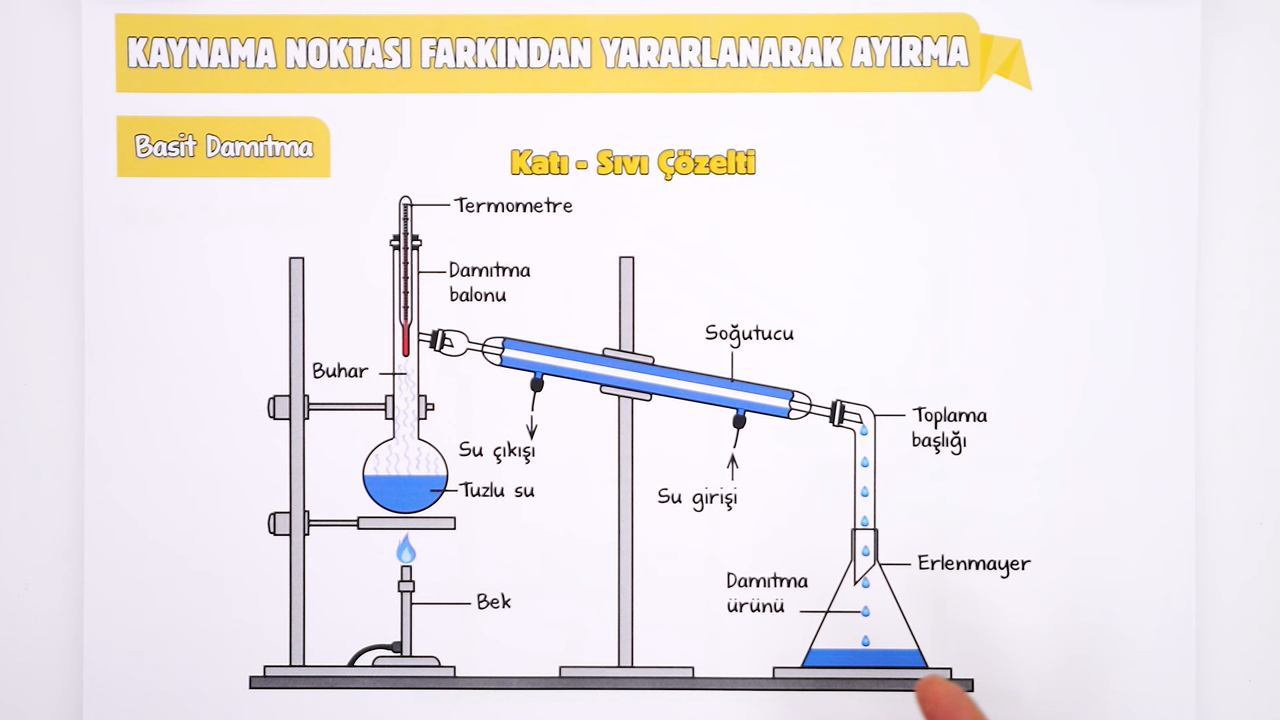 KAYNAMA NOKTASI FARKINDAN YARARLANARAK AYIRMA
Basit Damıtma
Katı - Sıvı Çözelti
Termometre
Damıtma
balonu
Soğutucu
Buhar
Toplama
başlığı
Su çıkışı
Tuzlu su
Su girişi
Erlenmayer
Damıtma
ürünü
Bek